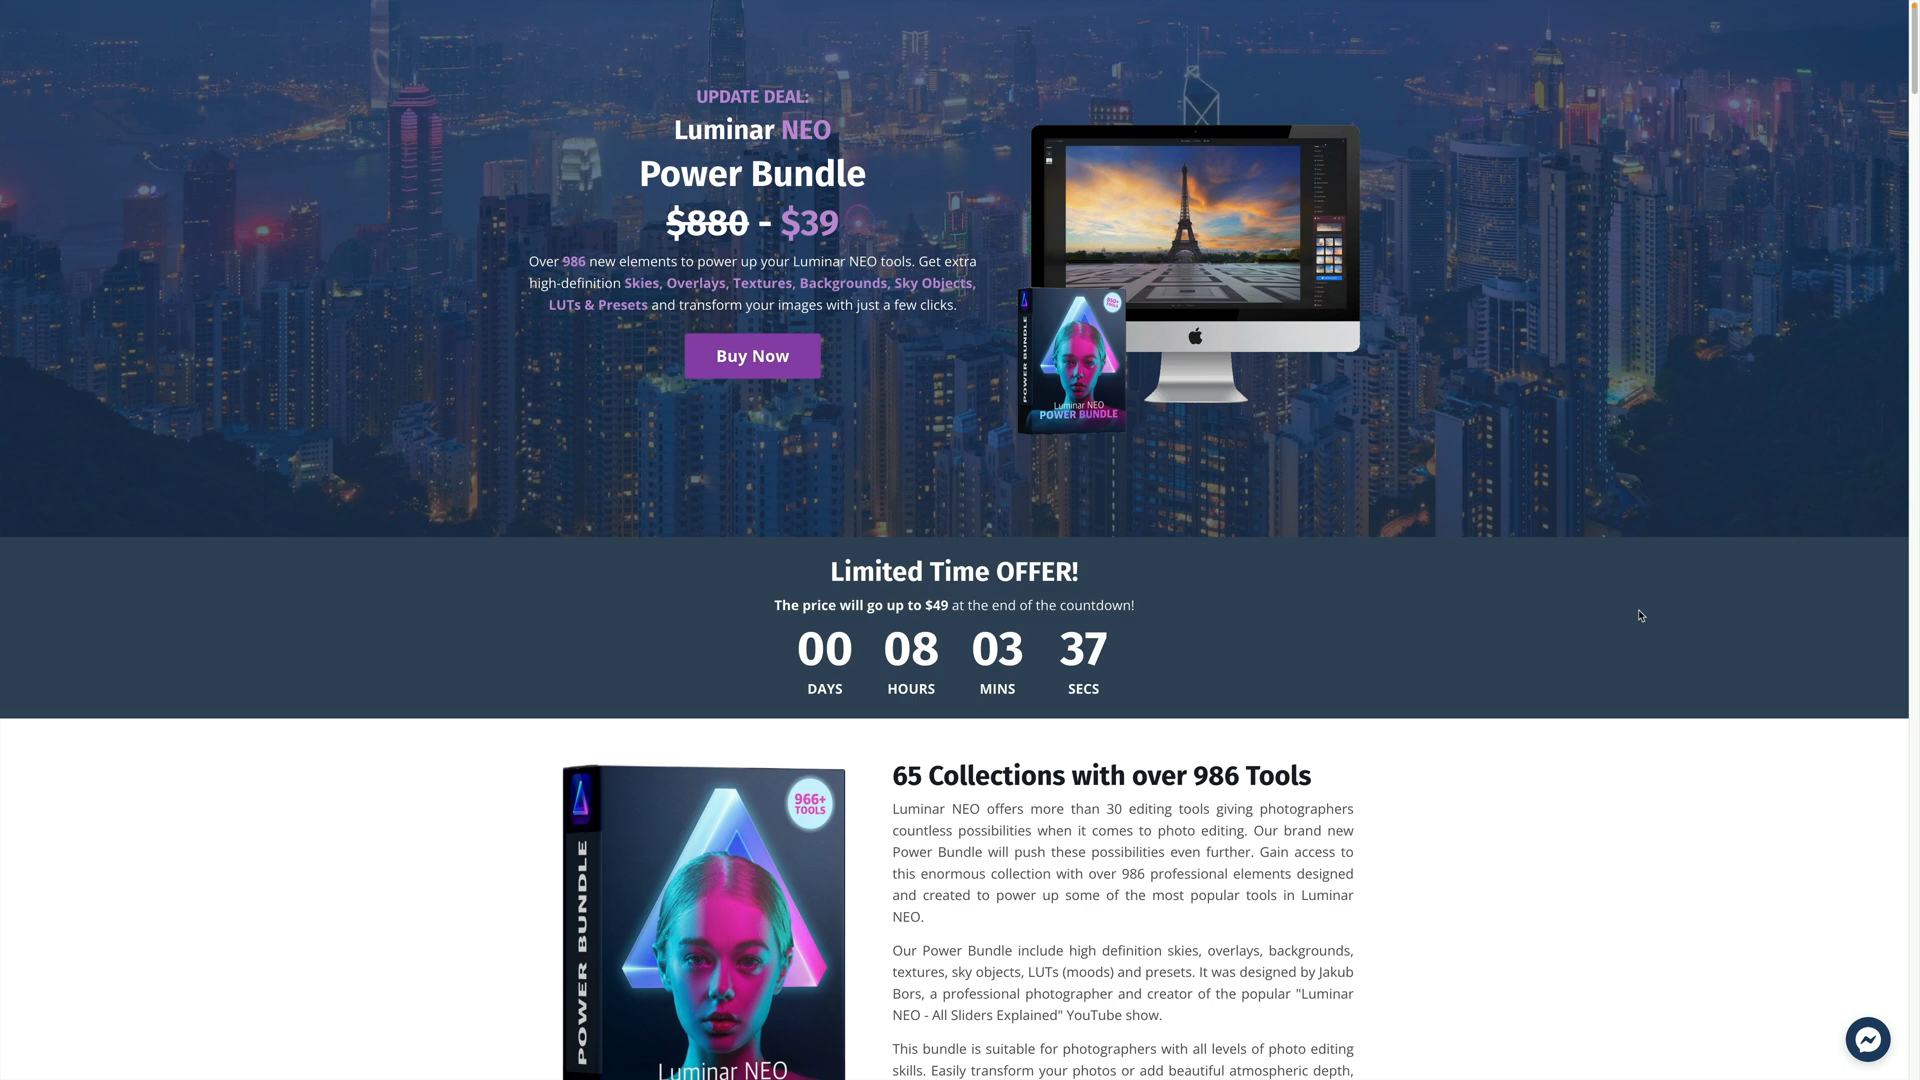 UPDATE DEAL:
Luminar NEO
Power Bundle
$880 - $39
Over 986 new elements to power up your Luminar NEO tools. Get extra
high-definition Skies, Overlays, Textures, Backgrounds, Sky Objects,
LUTs & Presets and transform your images with just a few clicks.
Buy Now
850+
TOOLS
POWER BUNDLE
Luminar NEO
POWER BUNDLE
Limited Time OFFER!
The price will go up to $49 at the end of the countdown!
00 08 03 37
DAYS HOURS MINS SECS
966+
TOOLS
POWER BUNDLE
Luminar NEO
65 Collections with over 986 Tools
Luminar NEO offers more than 30 editing tools giving photographers
countless possibilities when it comes to photo editing. Our brand new
Power Bundle will push these possibilities even further. Gain access to
this enormous collection with over 986 professional elements designed
and created to power up some of the most popular tools in Luminar
NEO.
Our Power Bundle include high definition skies, overlays, backgrounds,
textures, sky objects, LUTs (moods) and presets. It was designed by Jakub
Bors, a professional photographer and creator of the popular "Luminar
NEO - All Sliders Explained" YouTube show.
This bundle is suitable for photographers with all levels of photo editing
skills. Easily transform your photos or add beautiful atmospheric depth,